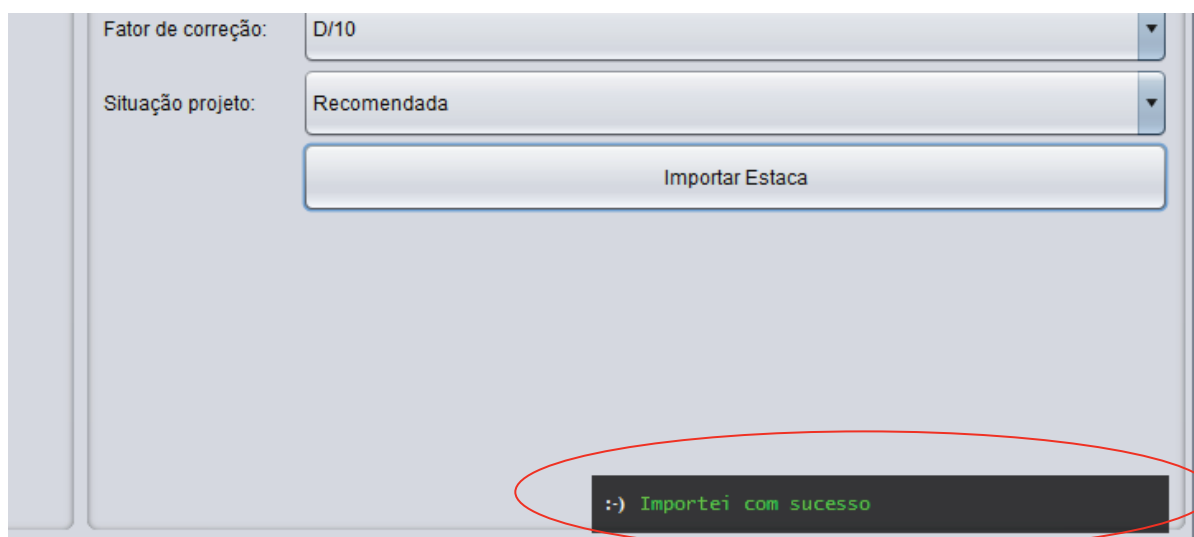 Fator de correção: D/10
Situação projeto: Recomendada
Importar Estaca
:-) Importei com sucesso